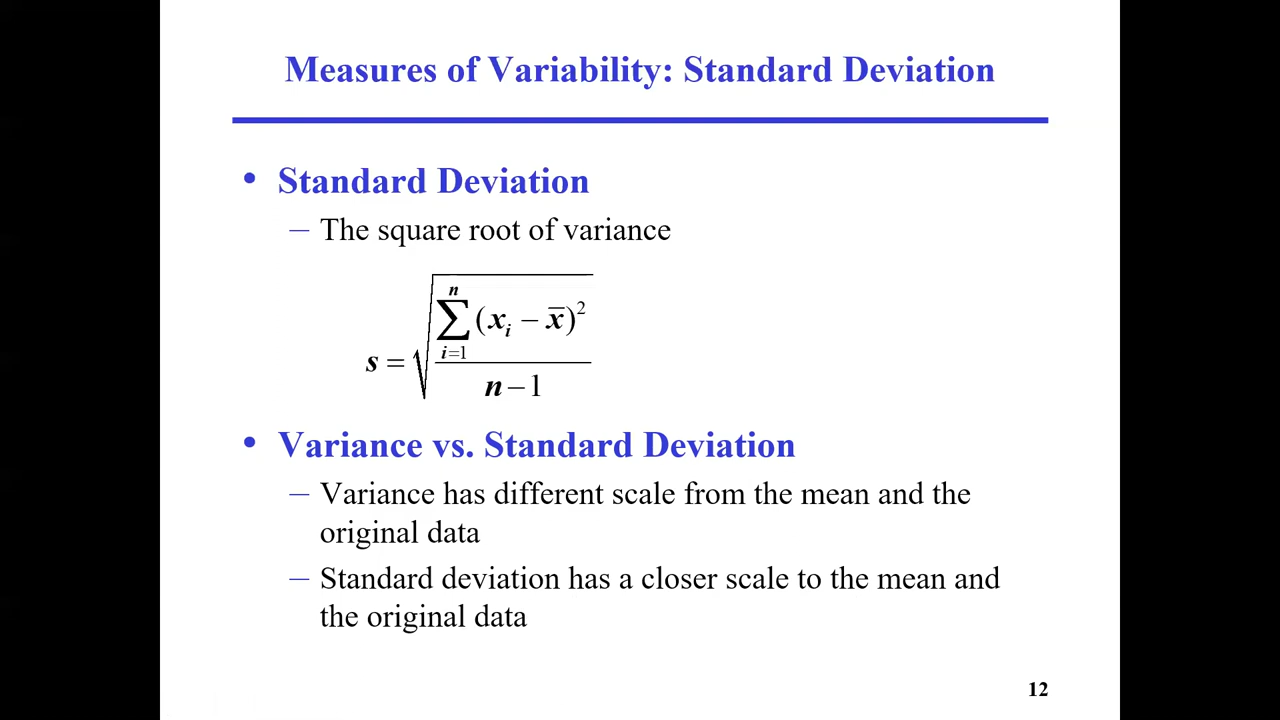 Measures of Variability: Standard Deviation
• Standard Deviation
– The square root of variance
s = √(∑ⁿᵢ₌₁ (xᵢ – x̄)² / (n – 1))
• Variance vs. Standard Deviation
– Variance has different scale from the mean and the
original data
– Standard deviation has a closer scale to the mean and
the original data
12